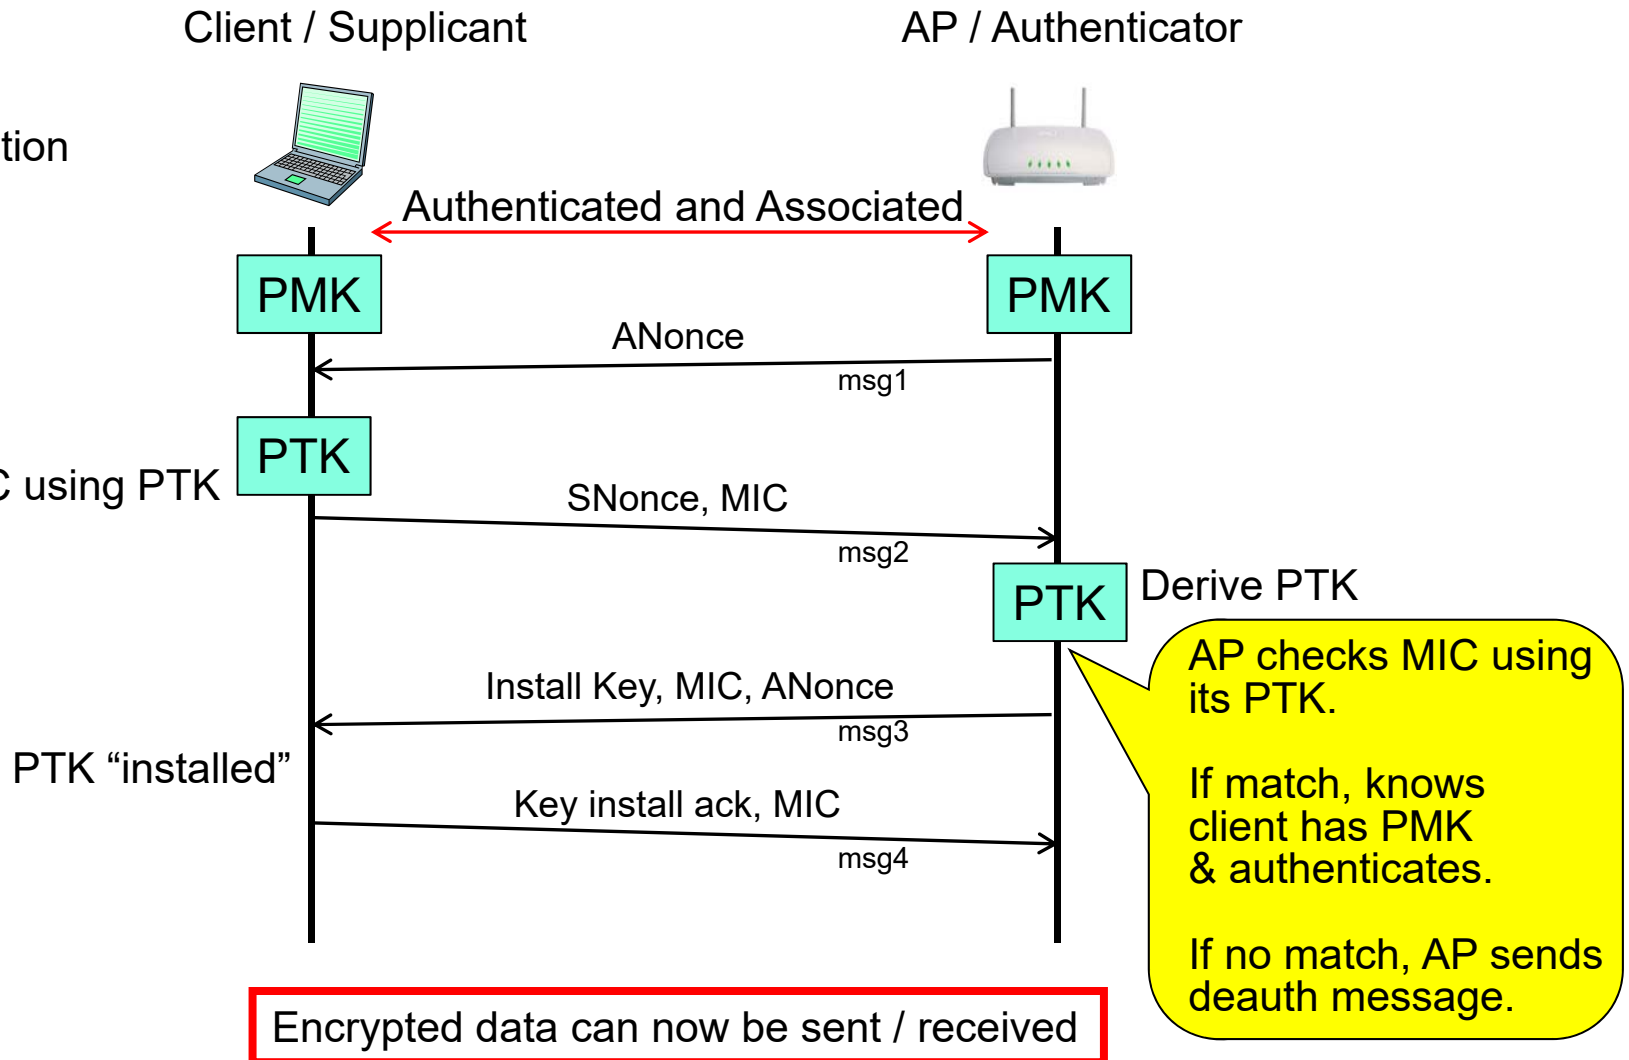 Client / Supplicant
AP / Authenticator
tion
Authenticated and Associated
PMK
PMK
ANonce
msg1
PTK
C using PTK
SNonce, MIC
msg2
PTK
Derive PTK
AP checks MIC using
its PTK.
If match, knows
client has PMK
& authenticates.
If no match, AP sends
deauth message.
Install Key, MIC, ANonce
msg3
PTK “installed”
Key install ack, MIC
msg4
Encrypted data can now be sent / received